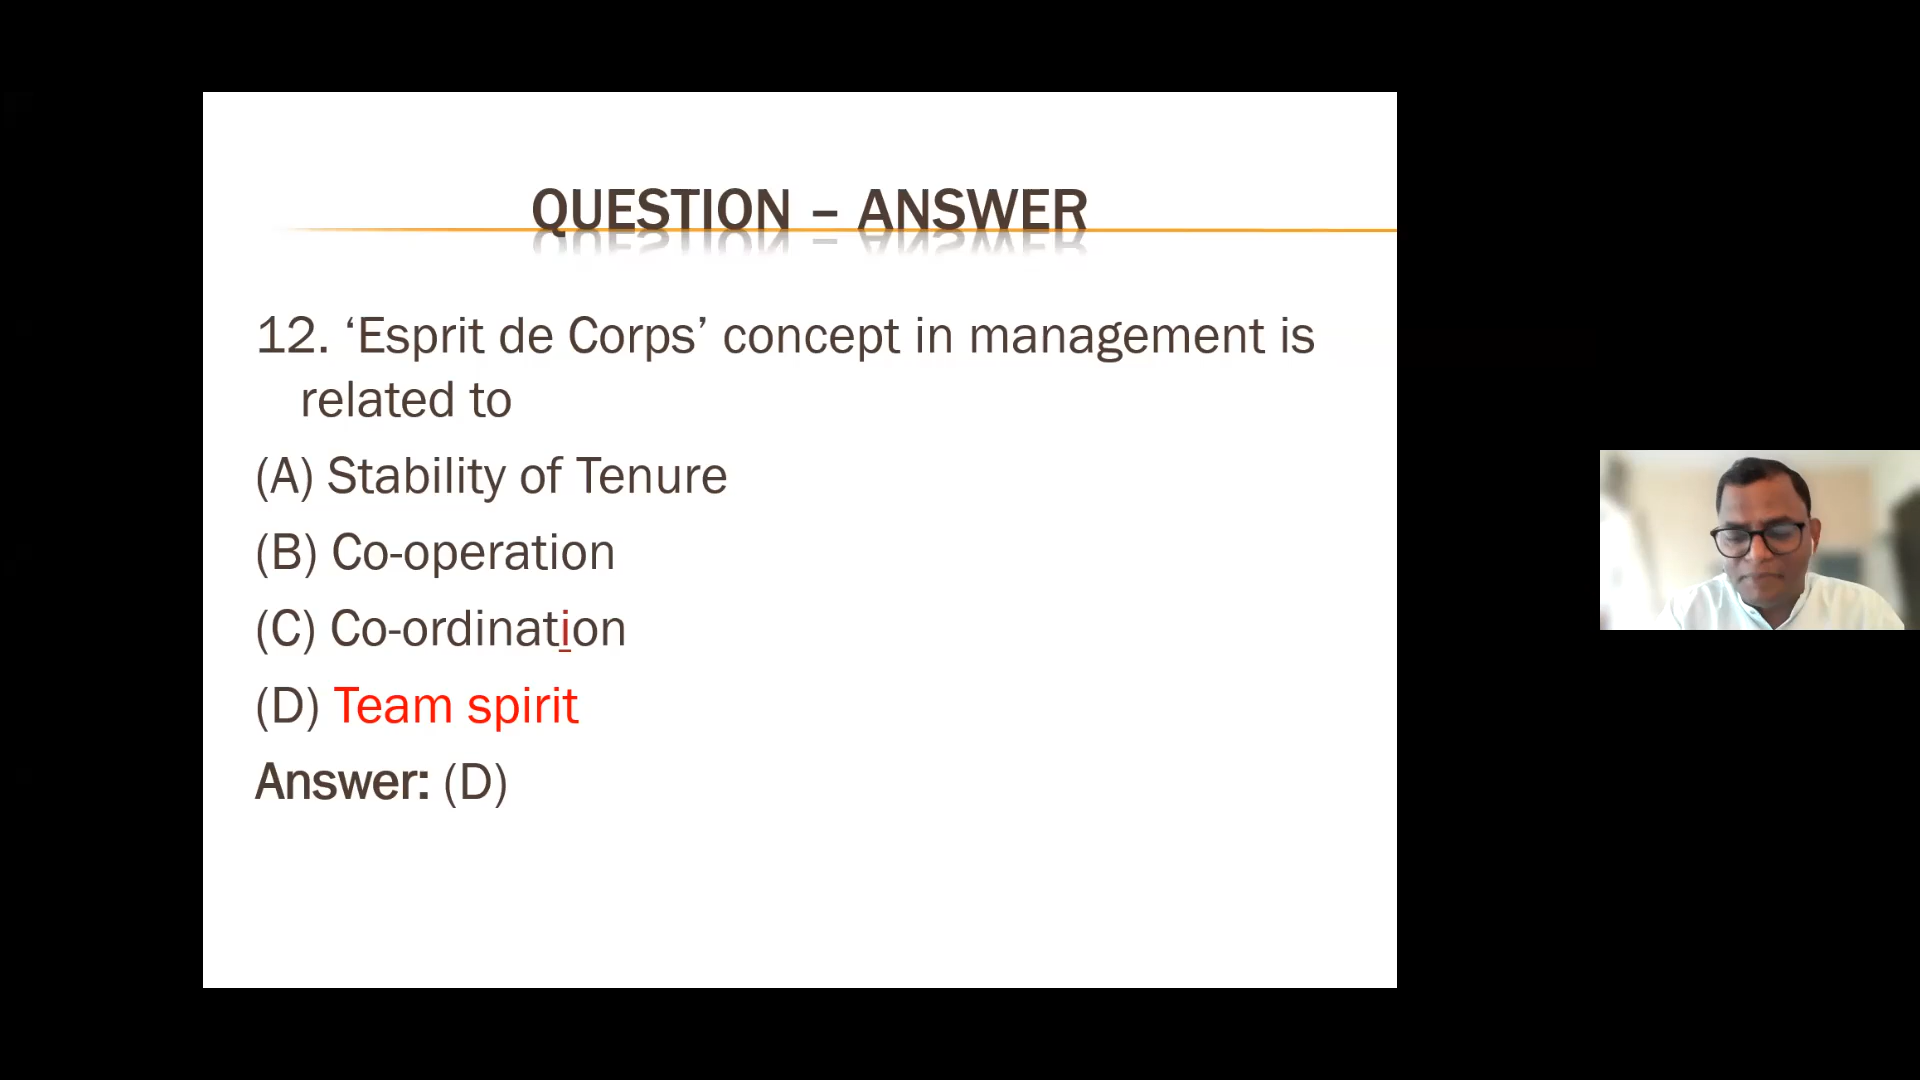 QUESTION – ANSWER
12. ‘Esprit de Corps’ concept in management is
related to
(A) Stability of Tenure
(B) Co-operation
(C) Co-ordination
(D) Team spirit
Answer: (D)